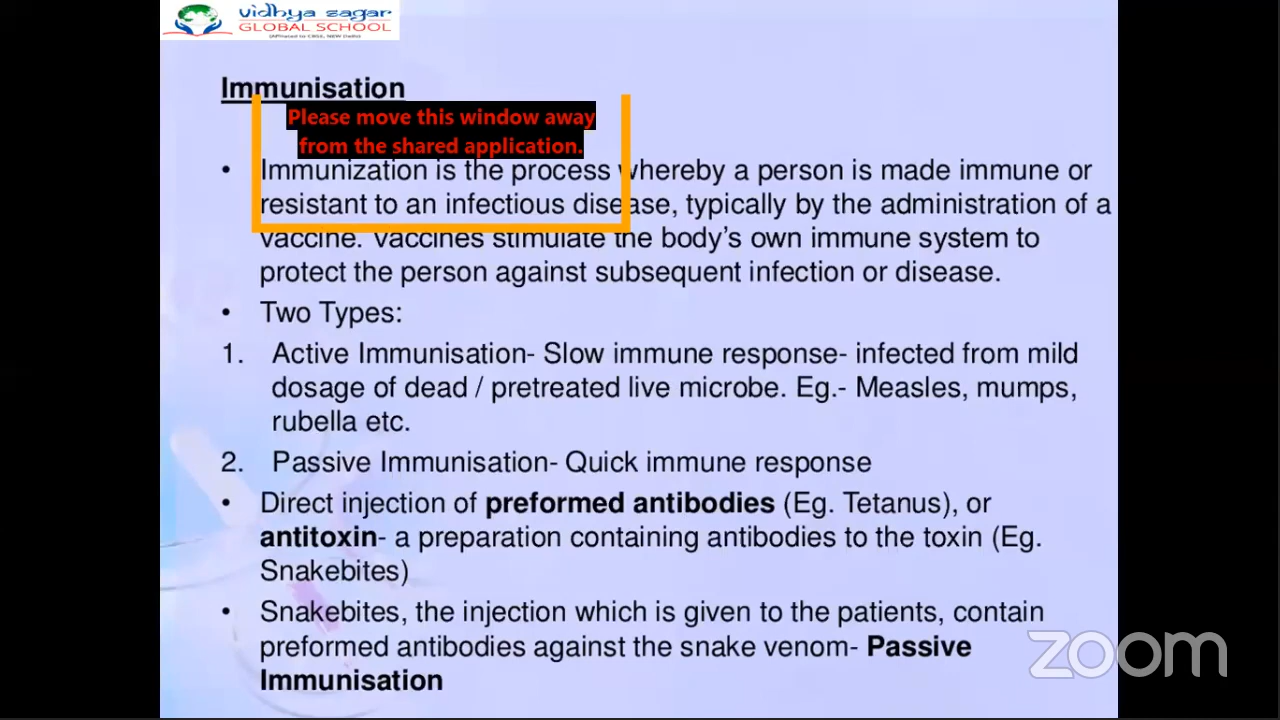 vidhya sagar
GLOBAL SCHOOL
(Affiliated to CBSE, NEW Delhi)
Immunisation
Please move this window away
from the shared application.
• Immunization is the process whereby a person is made immune or
resistant to an infectious disease, typically by the administration of a
vaccine. Vaccines stimulate the body's own immune system to
protect the person against subsequent infection or disease.
• Two Types:
1. Active Immunisation- Slow immune response- infected from mild
dosage of dead / pretreated live microbe. Eg.- Measles, mumps,
rubella etc.
2. Passive Immunisation- Quick immune response
• Direct injection of preformed antibodies (Eg. Tetanus), or
antitoxin- a preparation containing antibodies to the toxin (Eg.
Snakebites)
• Snakebites, the injection which is given to the patients, contain
preformed antibodies against the snake venom- Passive
Immunisation
zoom